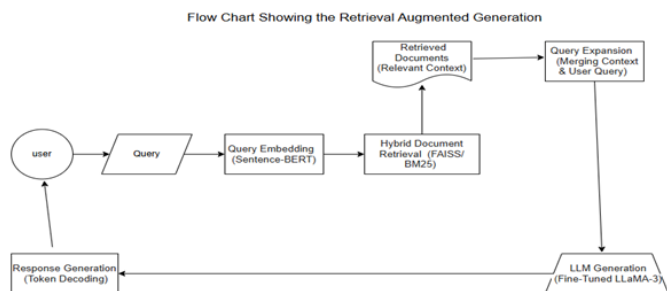 Flow Chart Showing the Retrieval Augmented Generation
Retrieved
Documents
(Relevant Context)
Query Expansion
(Merging Context
& User Query)
user
Query
Query Embedding
(Sentence-BERT)
Hybrid Document
Retrieval (FAISS/
BM25)
Response Generation
(Token Decoding)
LLM Generation
(Fine-Tuned LLaMA-3)